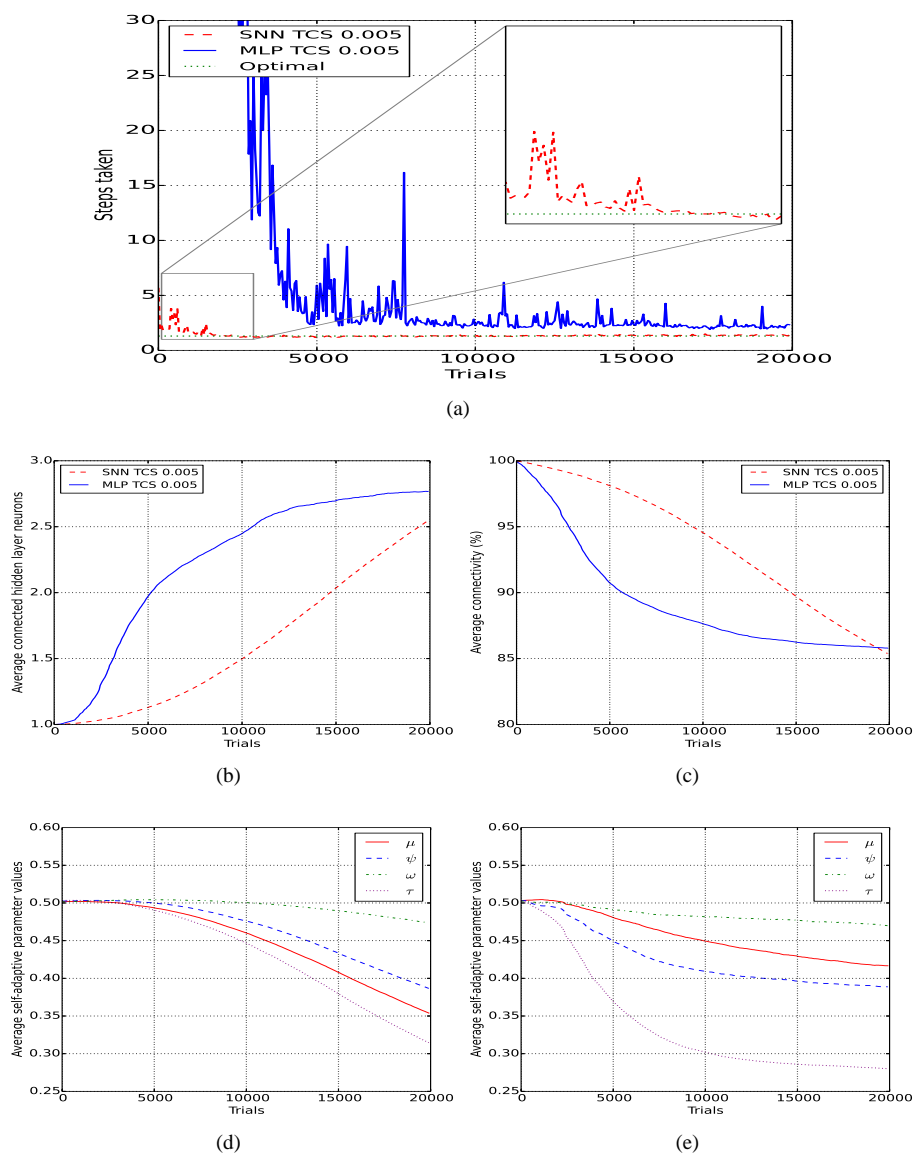 30
25
20
15
10
5
0
Steps taken
SNN TCS 0.005
MLP TCS 0.005
Optimal
0 5000 10000 15000 20000
Trials
(a)
3.0
2.5
2.0
1.5
1.0
Average connected hidden layer neurons
SNN TCS 0.005
MLP TCS 0.005
0 5000 10000 15000 20000
Trials
(b)
100
95
90
85
80
Average connectivity (%)
SNN TCS 0.005
MLP TCS 0.005
0 5000 10000 15000 20000
Trials
(c)
0.60
0.55
0.50
0.45
0.40
0.35
0.30
0.25
Average self-adaptive parameter values
μ
ψ
ω
τ
0 5000 10000 15000 20000
Trials
(d)
0.60
0.55
0.50
0.45
0.40
0.35
0.30
0.25
Average self-adaptive parameter values
μ
ψ
ω
τ
0 5000 10000 15000 20000
Trials
(e)